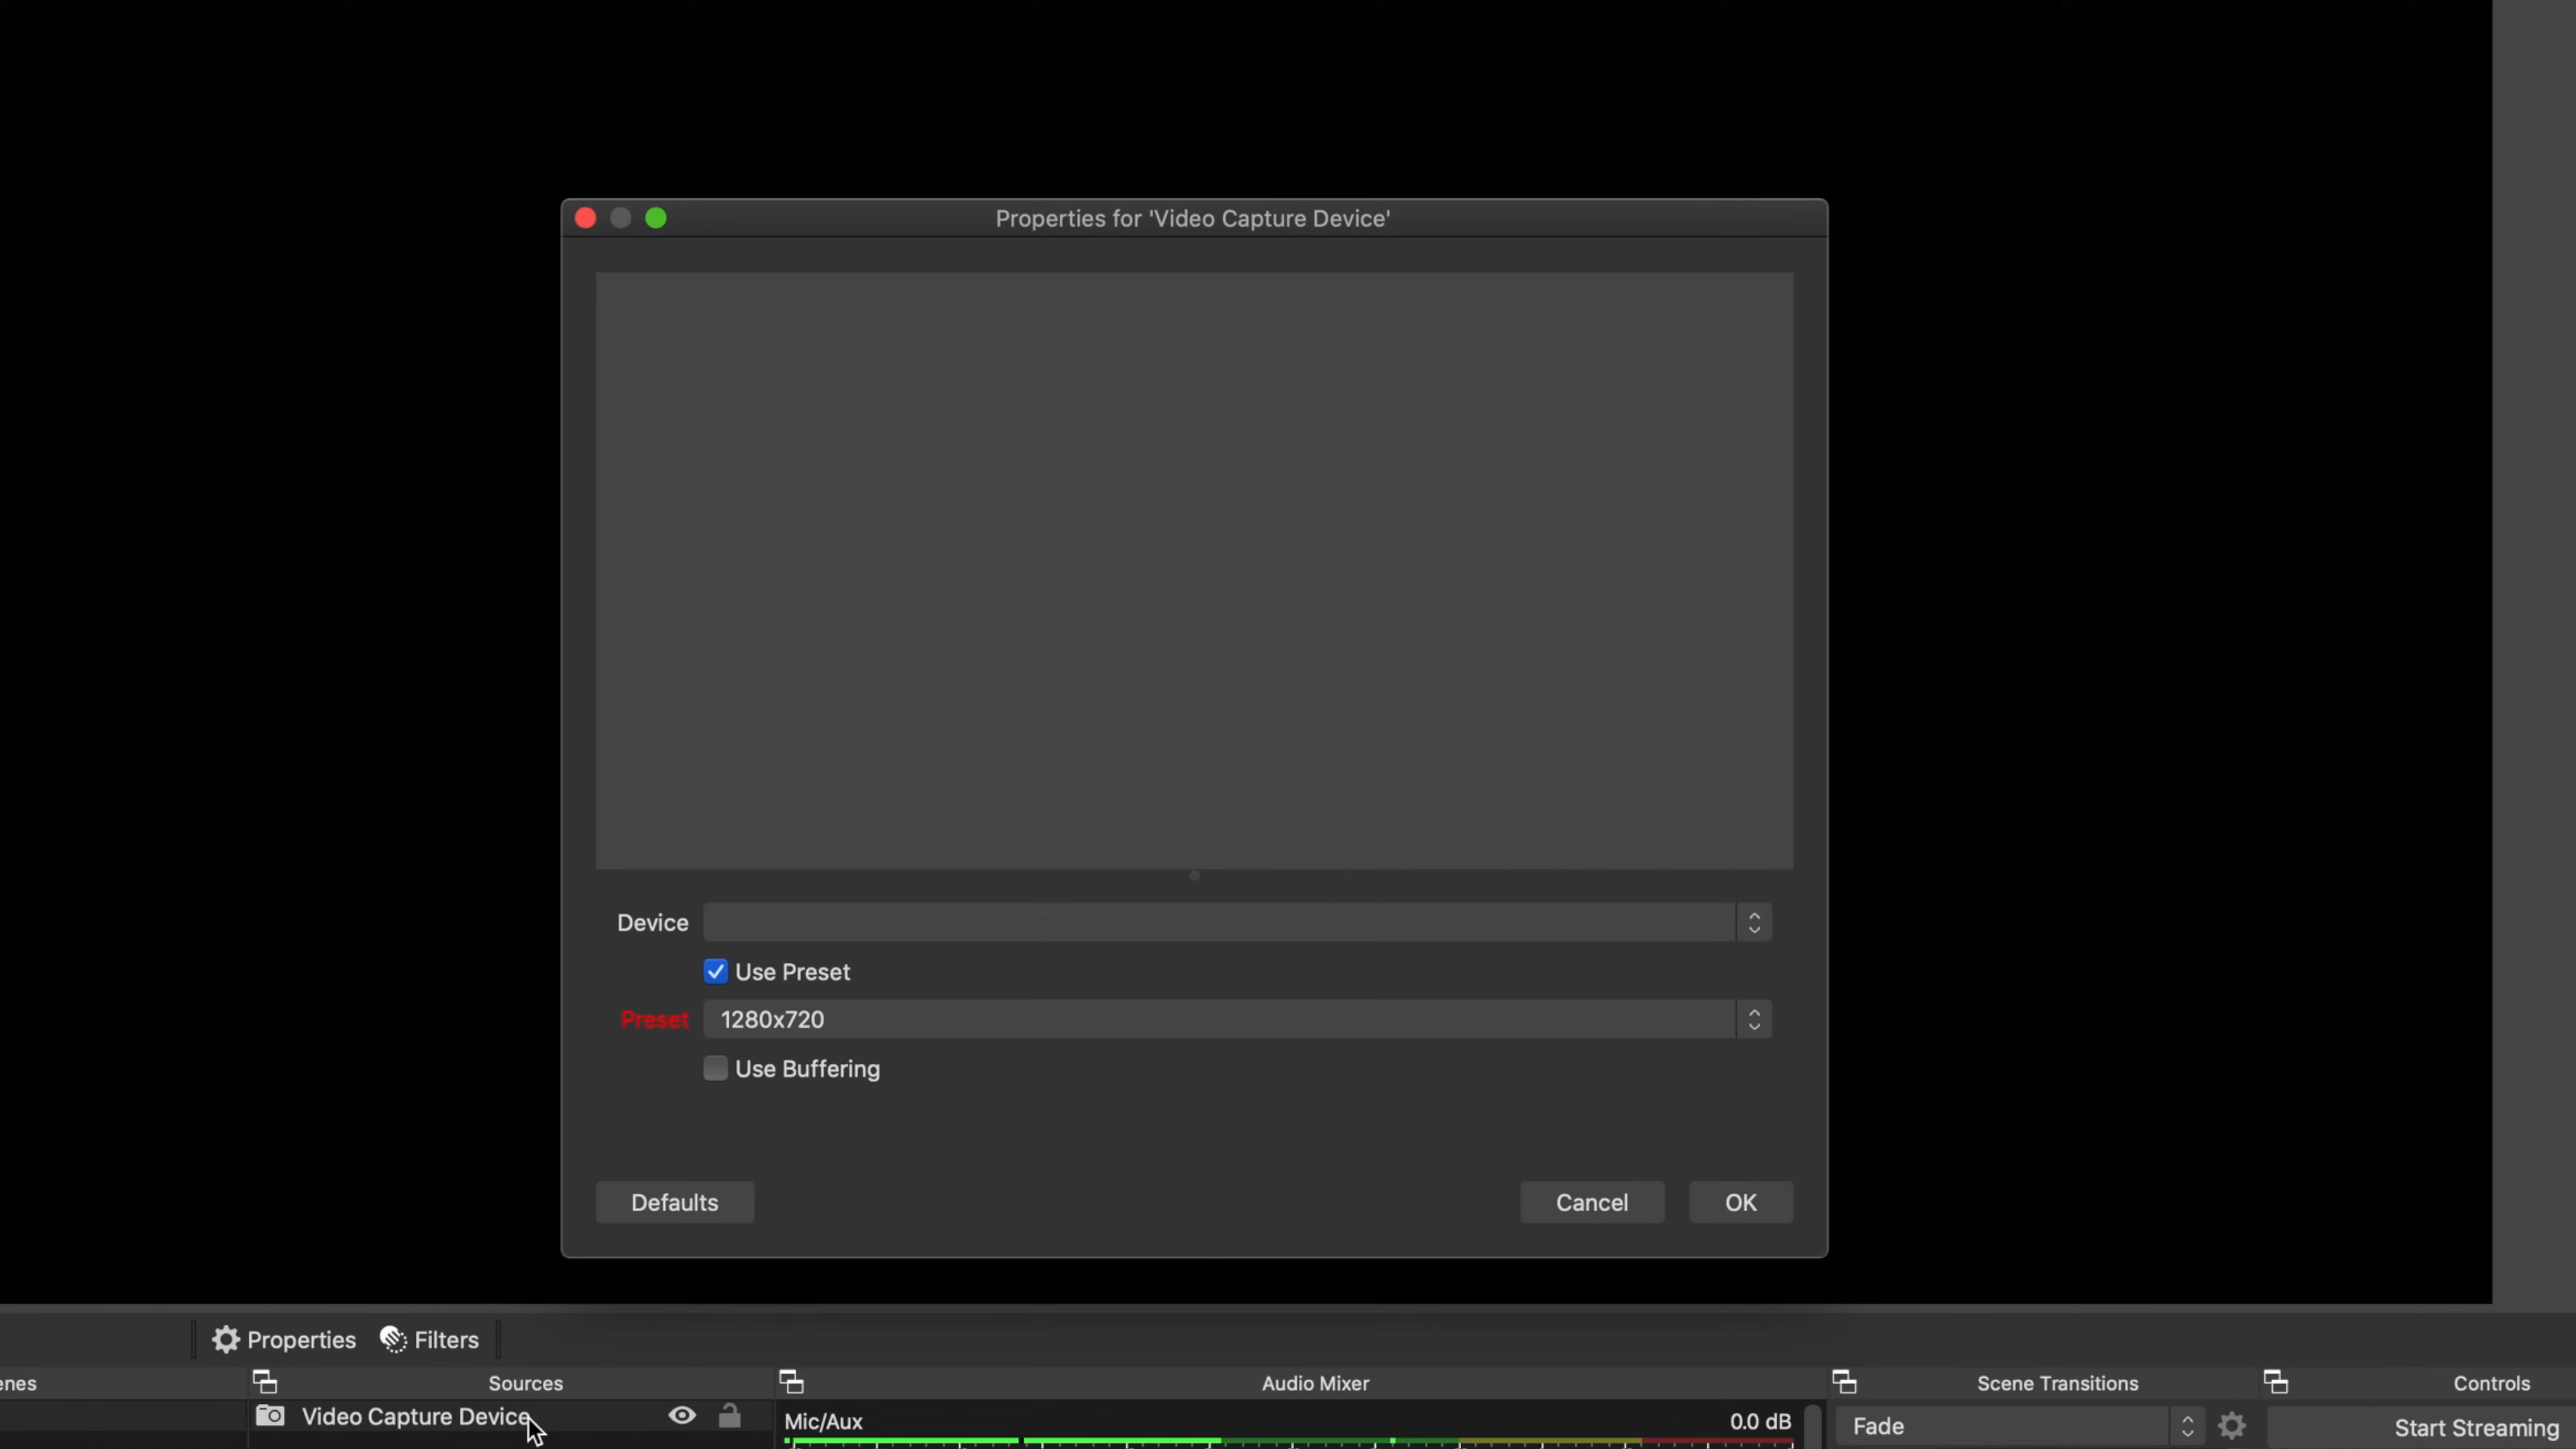 Properties for 'Video Capture Device'
Device
Use Preset
Preset 1280x720
Use Buffering
Defaults Cancel OK
Properties Filters
enes Sources Audio Mixer Scene Transitions Controls
Video Capture Device Mic/Aux 0.0 dB Fade Start Streaming